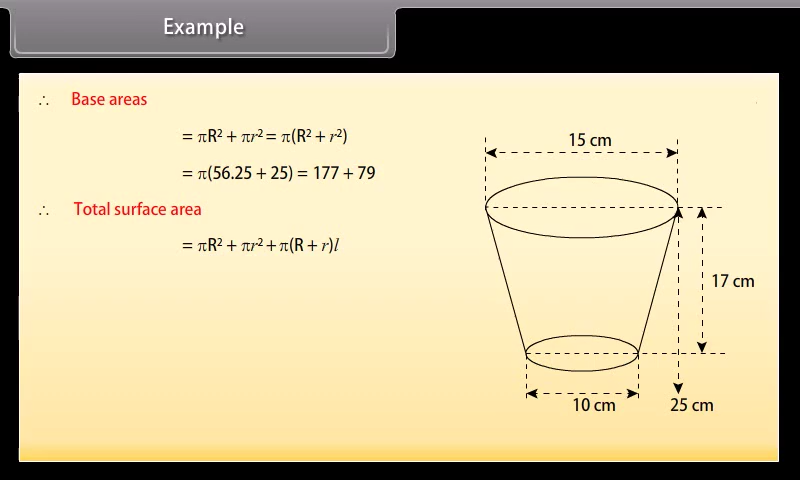 Example
∴ Base areas
= πR² + πr² = π(R² + r²)
= π(56.25 + 25) = 177 + 79
∴ Total surface area
= πR² + πr² + π(R + r)l
15 cm
17 cm
10 cm
25 cm